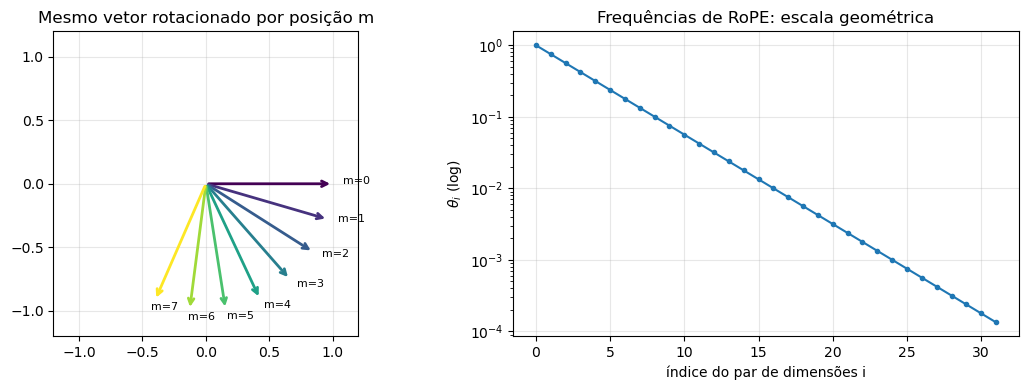 Mesmo vetor rotacionado por posição m
1.0
0.5
0.0
−0.5
−1.0
m=0
m=1
m=2
m=3
m=4
m=5
m=6
m=7
−1.0 −0.5 0.0 0.5 1.0
Frequências de RoPE: escala geométrica
θᵢ (log)
10⁰
10⁻¹
10⁻²
10⁻³
10⁻⁴
0 5 10 15 20 25 30
índice do par de dimensões i